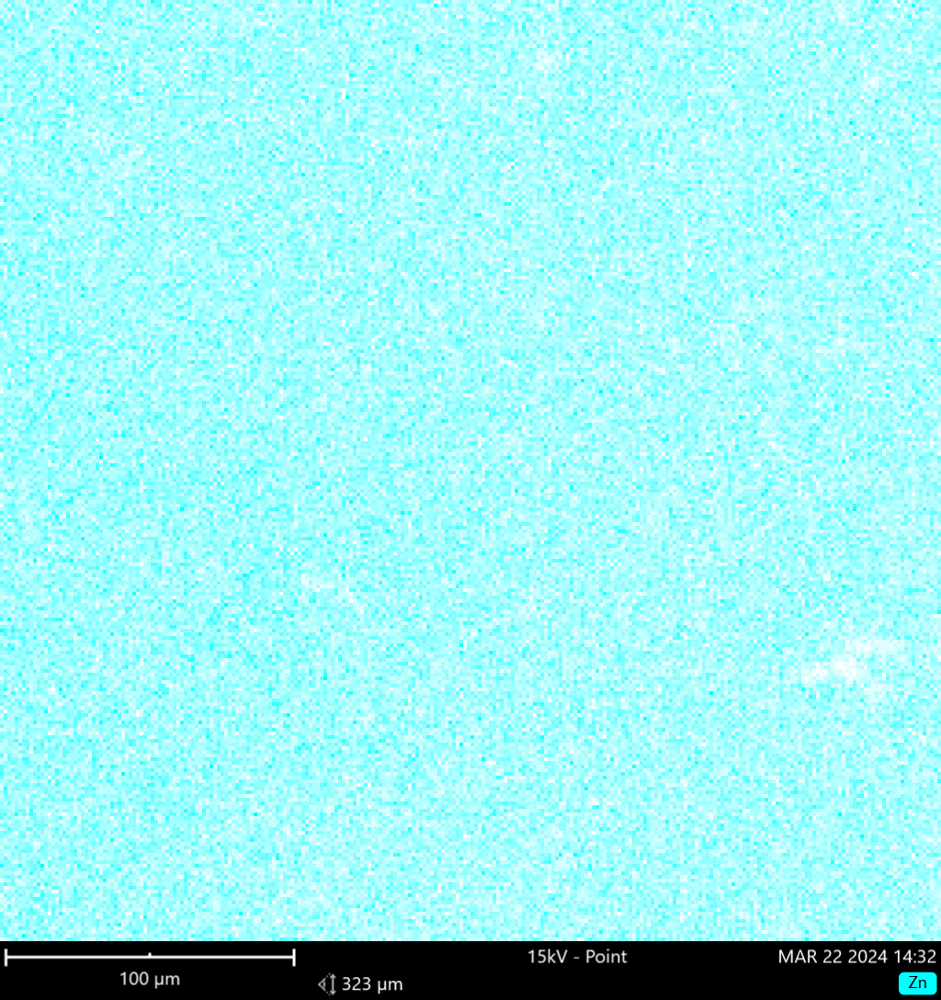 100 µm
323 µm
15kV - Point
MAR 22 2024 14:32
Zn